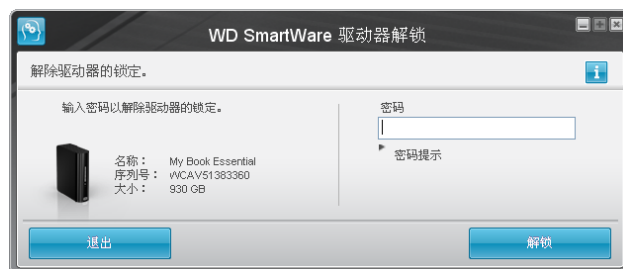 WD SmartWare 驱动器解锁
解除驱动器的锁定。
输入密码以解除驱动器的锁定。
名称： My Book Essential
序列号： WCAV51383360
大小： 930 GB
密码
密码提示
退出
解锁